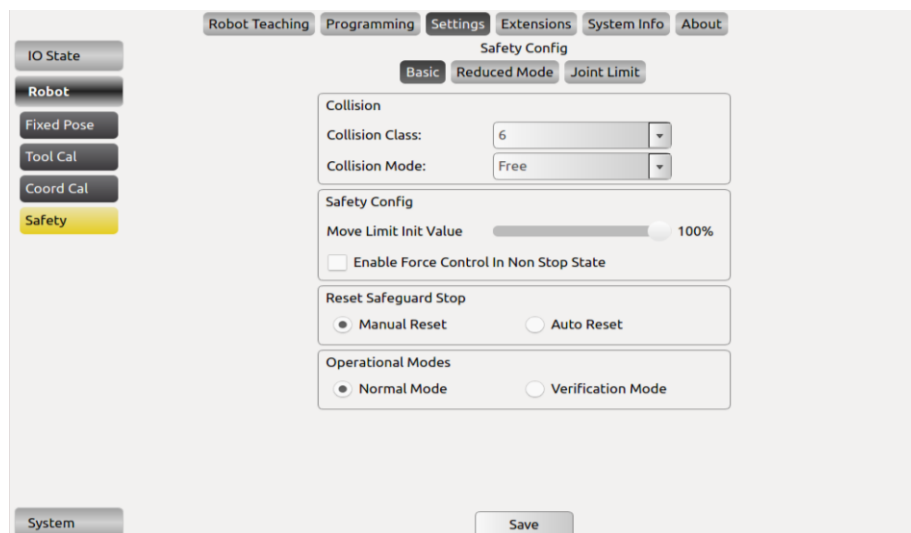 Robot Teaching Programming Settings Extensions System Info About
IO State
Robot
Fixed Pose
Tool Cal
Coord Cal
Safety
System
Safety Config
Basic Reduced Mode Joint Limit
Collision
Collision Class: 6
Collision Mode: Free
Safety Config
Move Limit Init Value 100%
Enable Force Control In Non Stop State
Reset Safeguard Stop
Manual Reset Auto Reset
Operational Modes
Normal Mode Verification Mode
Save